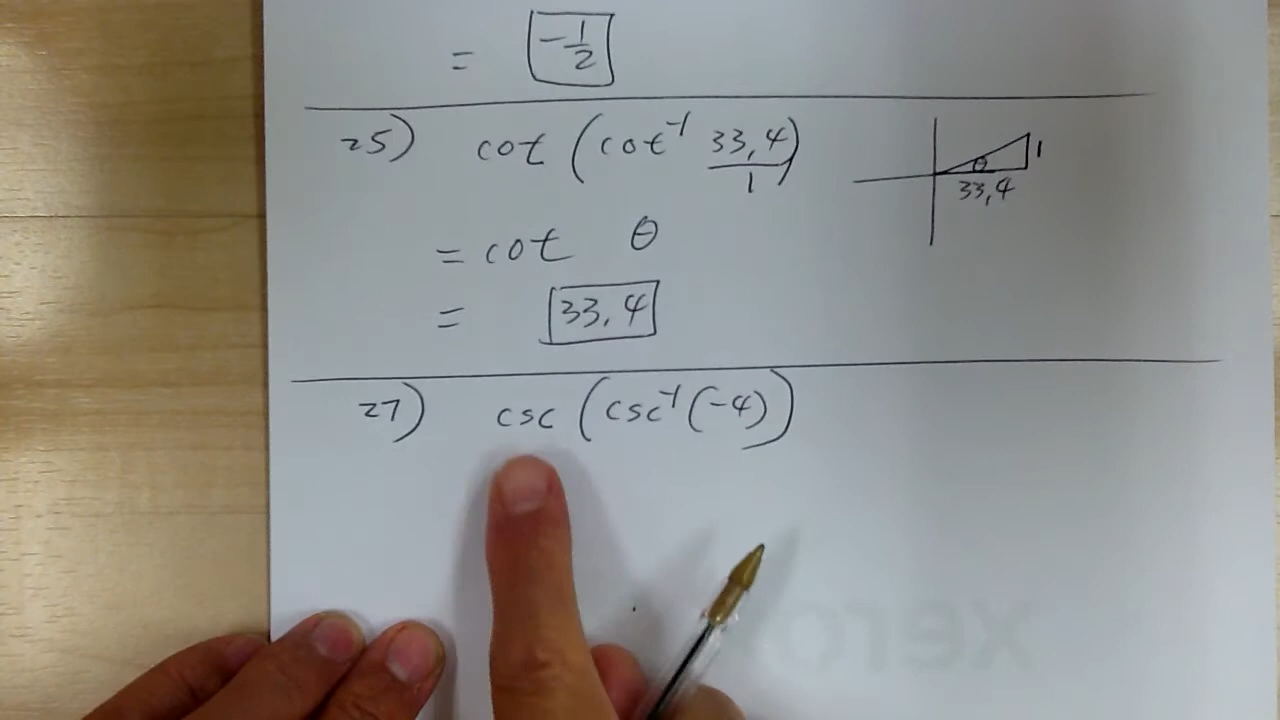 = -1/2
25) cot (cot⁻¹ 33,4/1)
1
θ
33,4
= cot θ
= 33,4
27) csc (csc⁻¹(-4))
xero